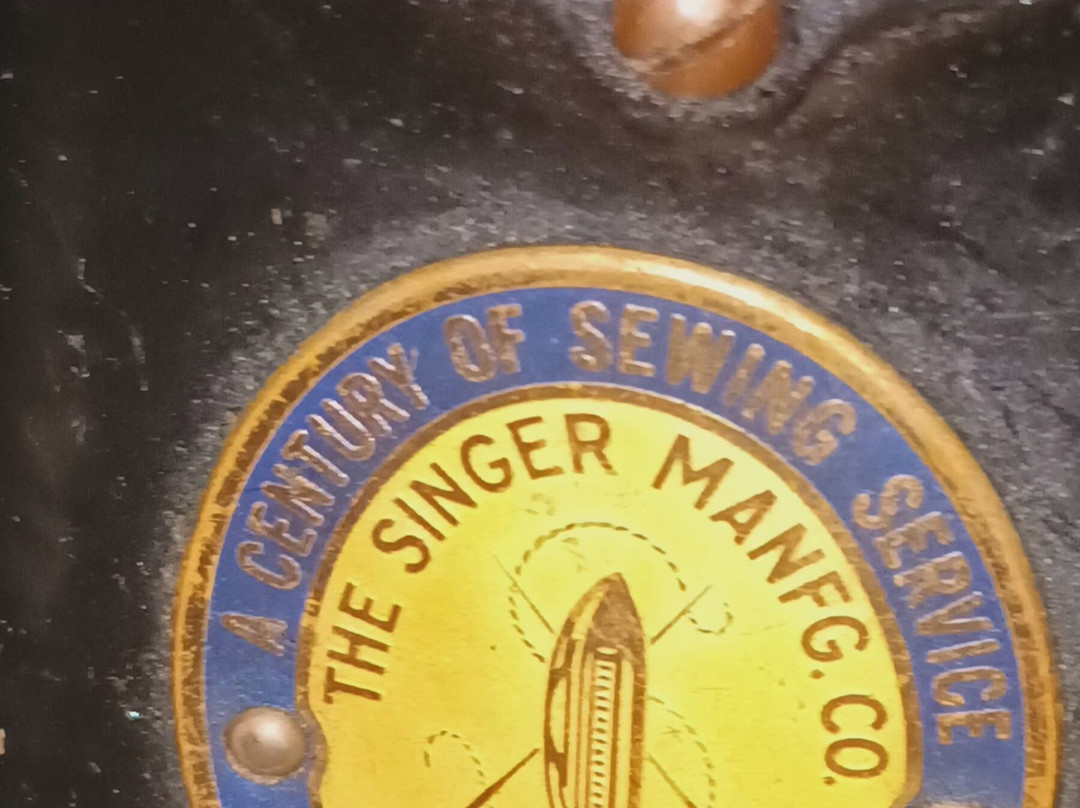 A CENTURY OF SEWING SERVICE
THE SINGER MANFG. CO.